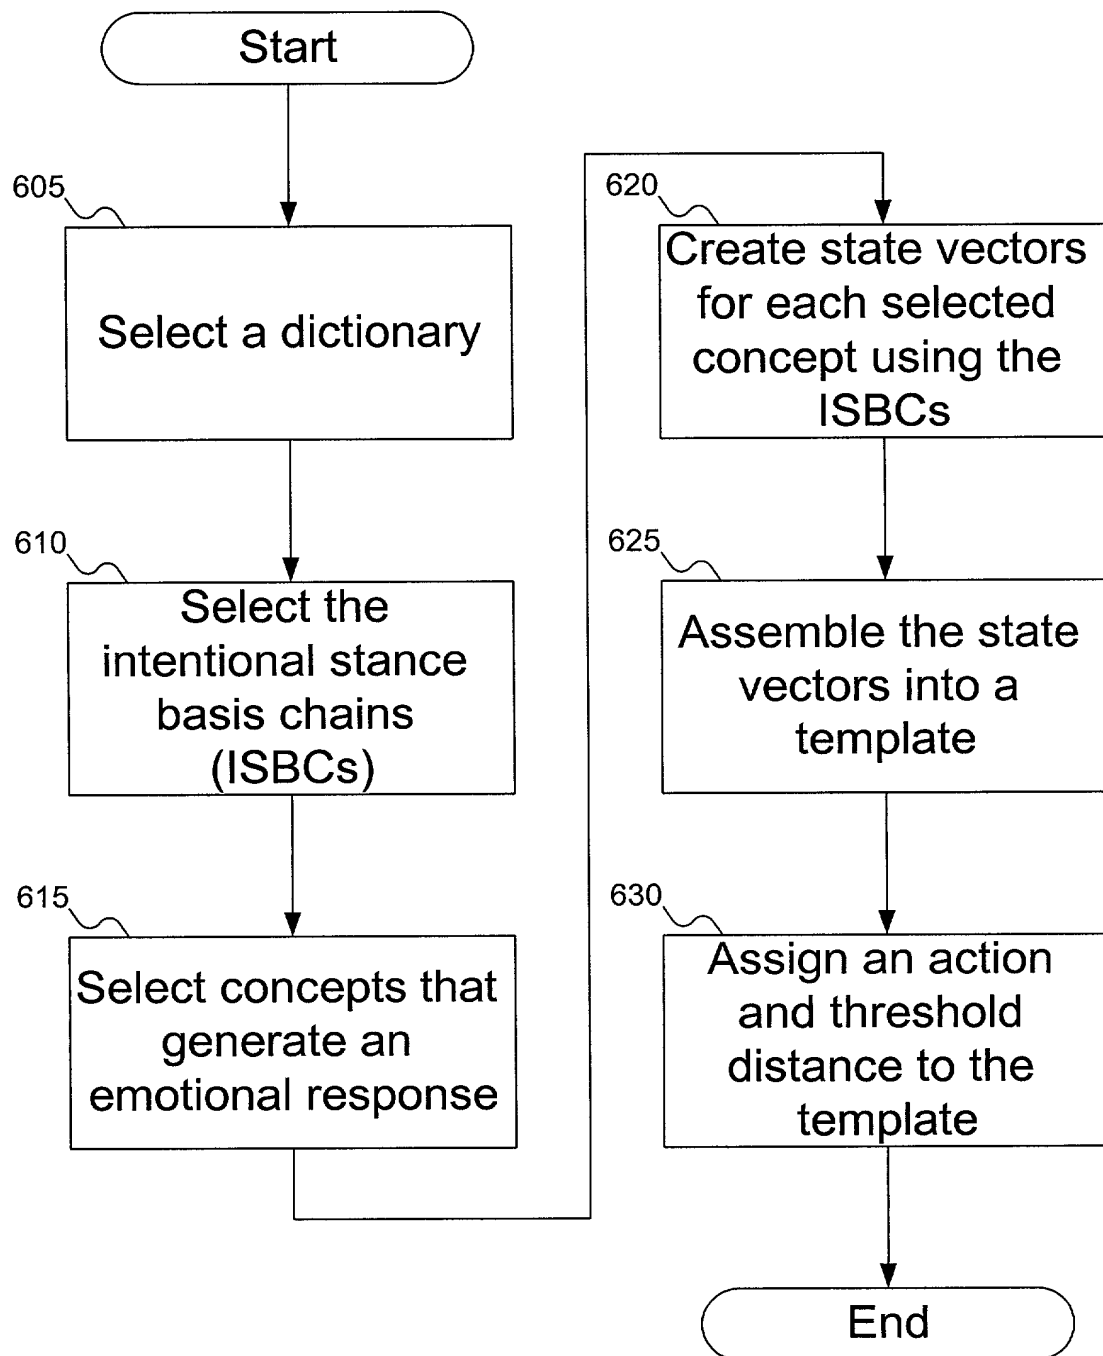 Start
605
Select a dictionary
610
Select the
intentional stance
basis chains
(ISBCs)
615
Select concepts that
generate an
emotional response
620
Create state vectors
for each selected
concept using the
ISBCs
625
Assemble the state
vectors into a
template
630
Assign an action
and threshold
distance to the
template
End